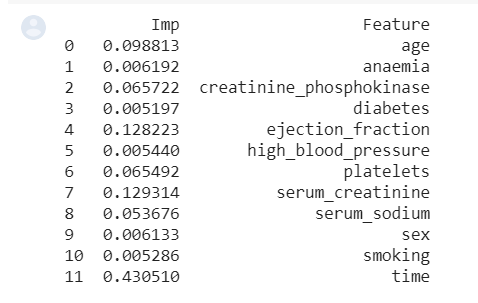 Imp Feature
0 0.098813 age
1 0.006192 anaemia
2 0.065722 creatinine_phosphokinase
3 0.005197 diabetes
4 0.128223 ejection_fraction
5 0.005440 high_blood_pressure
6 0.065492 platelets
7 0.129314 serum_creatinine
8 0.053676 serum_sodium
9 0.006133 sex
10 0.005286 smoking
11 0.430510 time